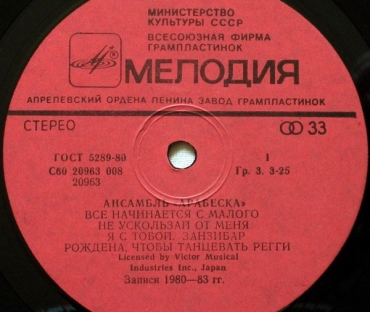 МИНИСТЕРСТВО
КУЛЬТУРЫ СССР
ВСЕСОЮЗНАЯ ФИРМА
ГРАМПЛАСТИНОК
МЕЛОДИЯ
АПРЕЛЕВСКИЙ ОРДЕНА ЛЕНИНА ЗАВОД ГРАМПЛАСТИНОК
СТЕРЕО
33
ГОСТ 5289-80
I
С60 20963 008
Гр. 3. 3-25
20963
АНСАМБЛЬ «АРАБЕСКА»
ВСЕ НАЧИНАЕТСЯ С МАЛОГО
НЕ УСКОЛЬЗАЙ ОТ МЕНЯ
Я С ТОБОЙ. ЗАНЗИБАР
РОЖДЕНА, ЧТОБЫ ТАНЦЕВАТЬ РЕГГИ
Licensed by Victor Musical
Industries Inc., Japan
Записи 1980—83 гг.